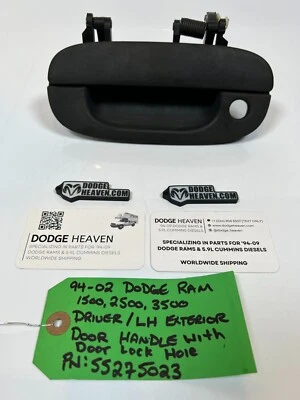 DODGE
HEAVEN.COM
DODGE
HEAVEN.COM
DODGE HEAVEN
SPECIALIZING IN PARTS FOR '94-09
DODGE RAMS & 5.9L CUMMINS DIESELS
WORLDWIDE SHIPPING
DODGE HEAVEN
SPECIALIZING IN PARTS FOR '94-09
DODGE RAMS & 5.9L CUMMINS DIESELS
WORLDWIDE SHIPPING
94-02 DODGE RAM
1500, 2500, 3500
DRIVER/LH EXTERIOR
DOOR HANDLE WITH
DOOR LOCK HOLE
PN: 55275023